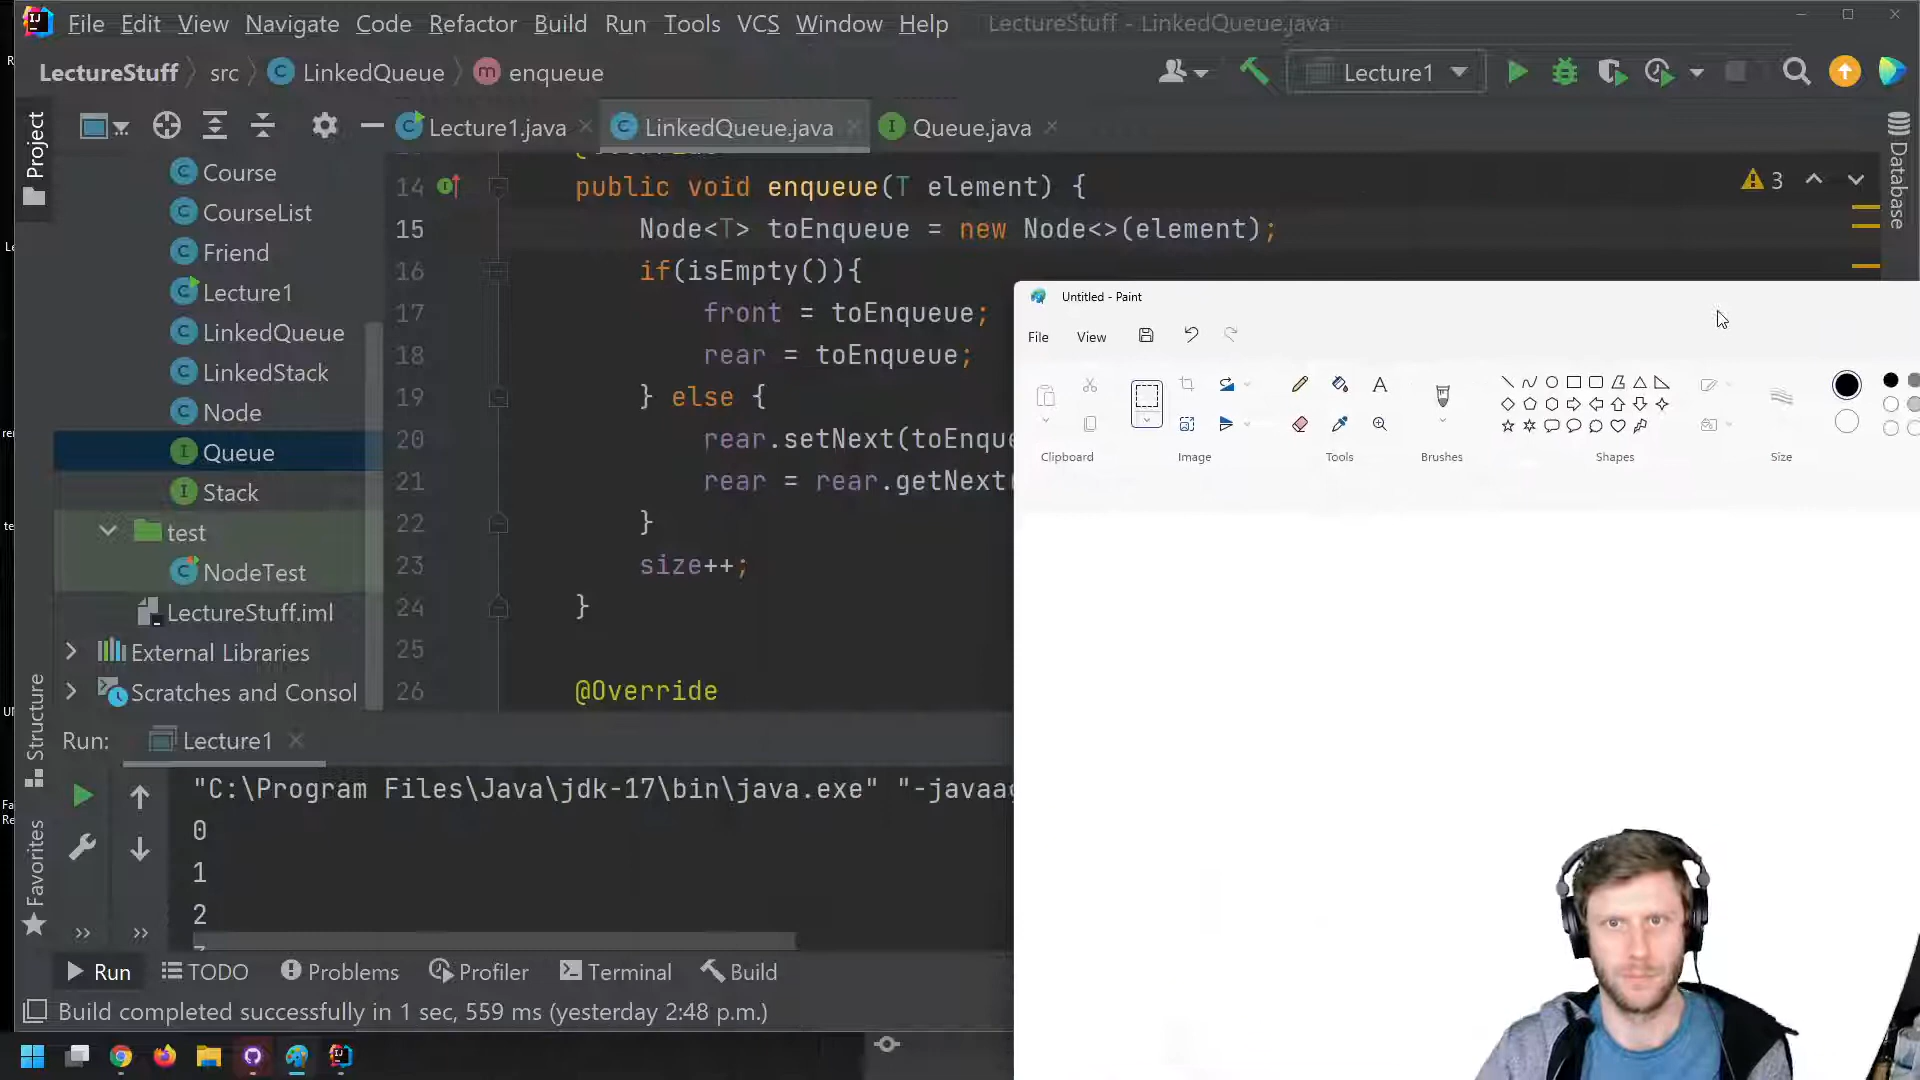 File Edit View Navigate Code Refactor Build Run Tools VCS Window Help LectureStuff - LinkedQueue.java
LectureStuff src LinkedQueue enqueue Lecture1
Project
Lecture1.java LinkedQueue.java Queue.java
Database
Course
CourseList
Friend
Lecture1
LinkedQueue
LinkedStack
Node
Queue
Stack
test
NodeTest
LectureStuff.iml
External Libraries
Scratches and Consol
14 public void enqueue(T element) {
15 Node<T> toEnqueue = new Node<>(element);
16 if(isEmpty()){
17 front = toEnqueue;
18 rear = toEnqueue;
19 } else {
20 rear.setNext(toEnque
21 rear = rear.getNext(
22 }
23 size++;
24 }
25
26 @Override
3
Untitled - Paint
File View
Clipboard Image Tools Brushes Shapes Size
Structure
Favorites
Run: Lecture1
"C:\Program Files\Java\jdk-17\bin\java.exe" "-javaag
0
1
2
Run TODO Problems Profiler Terminal Build
Build completed successfully in 1 sec, 559 ms (yesterday 2:48 p.m.)